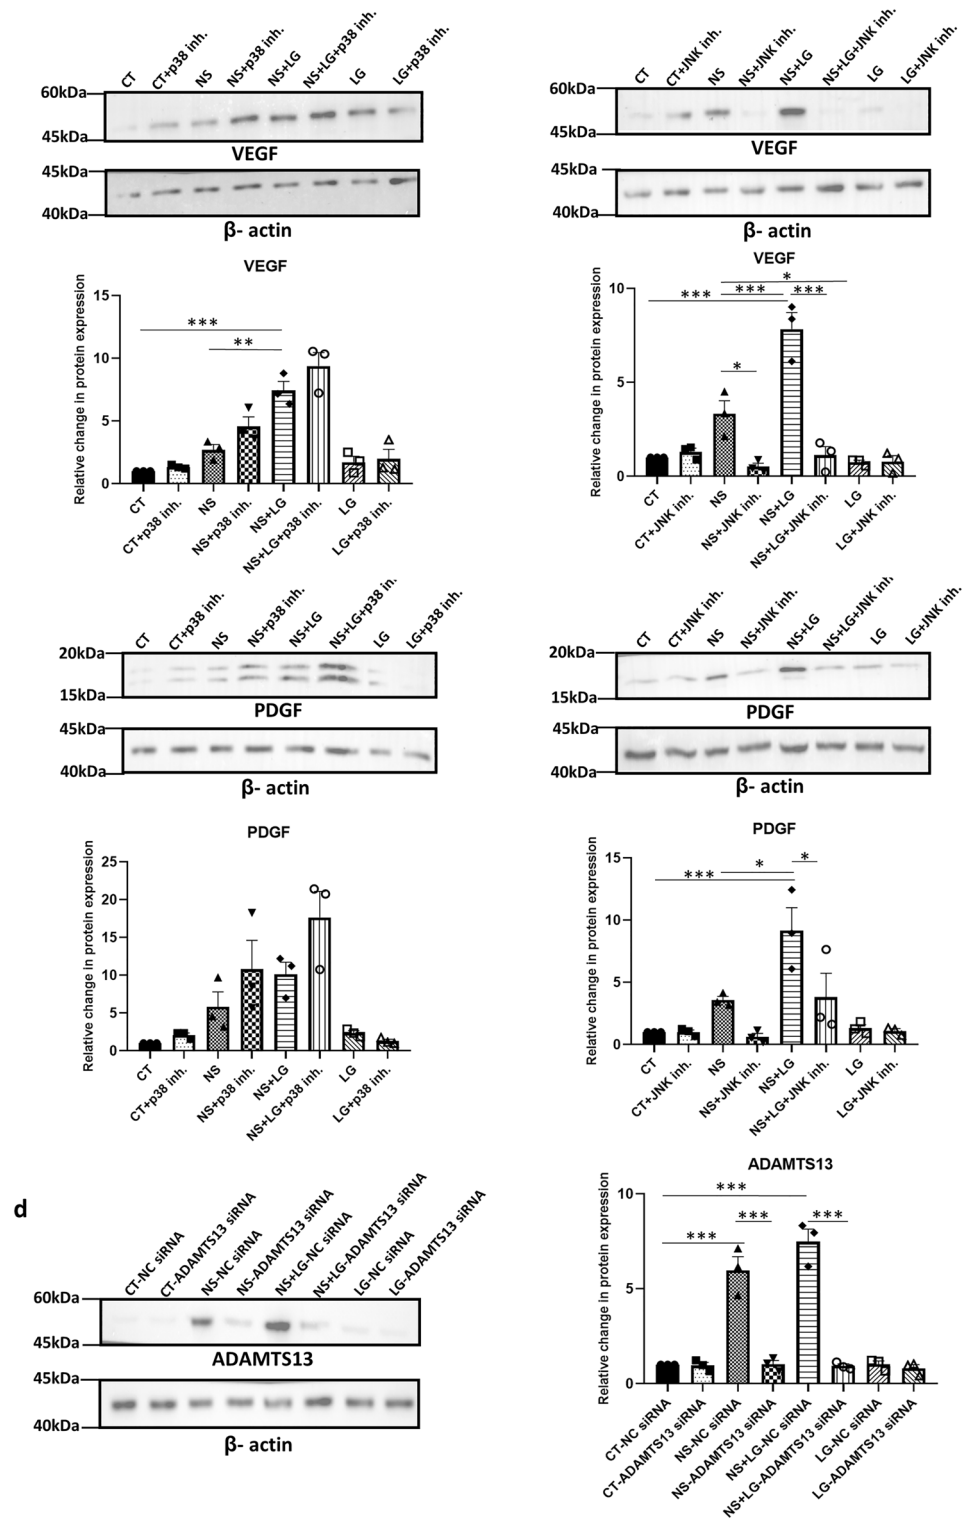 CT CT+p38 inh. NS NS+p38 inh. NS+LG NS+LG+p38 inh. LG LG+p38 inh.
60kDa
45kDa
VEGF
45kDa
40kDa
β- actin
VEGF
Relative change in protein expression
15
10
5
0
***
**
CT CT+p38 inh. NS NS+p38 inh. NS+LG NS+LG+p38 inh. LG LG+p38 inh.
CT CT+JNK inh. NS NS+JNK inh. NS+LG NS+LG+JNK inh. LG LG+JNK inh.
60kDa
45kDa
VEGF
45kDa
40kDa
β- actin
VEGF
Relative change in protein expression
10
5
0
*
*** *** ***
*
CT CT+JNK inh. NS NS+JNK inh. NS+LG NS+LG+JNK inh. LG LG+JNK inh.
CT CT+p38 inh. NS NS+p38 inh. NS+LG NS+LG+p38 inh. LG LG+p38 inh.
20kDa
15kDa
PDGF
45kDa
40kDa
β- actin
PDGF
Relative change in protein expression
25
20
15
10
5
0
CT CT+p38 inh. NS NS+p38 inh. NS+LG NS+LG+p38 inh. LG LG+p38 inh.
CT CT+JNK inh. NS NS+JNK inh. NS+LG NS+LG+JNK inh. LG LG+JNK inh.
20kDa
15kDa
PDGF
45kDa
40kDa
β- actin
PDGF
Relative change in protein expression
15
10
5
0
*** * *
CT CT+JNK inh. NS NS+JNK inh. NS+LG NS+LG+JNK inh. LG LG+JNK inh.
d
CT-NC siRNA CT-ADAMTS13 siRNA NS-NC siRNA NS-ADAMTS13 siRNA NS+LG-NC siRNA NS+LG-ADAMTS13 siRNA LG-NC siRNA LG-ADAMTS13 siRNA
60kDa
45kDa
ADAMTS13
45kDa
40kDa
β- actin
ADAMTS13
Relative change in protein expression
10
5
0
***
*** ***
***
CT-NC siRNA CT-ADAMTS13 siRNA NS-NC siRNA NS-ADAMTS13 siRNA NS+LG-NC siRNA NS+LG-ADAMTS13 siRNA LG-NC siRNA LG-ADAMTS13 siRNA